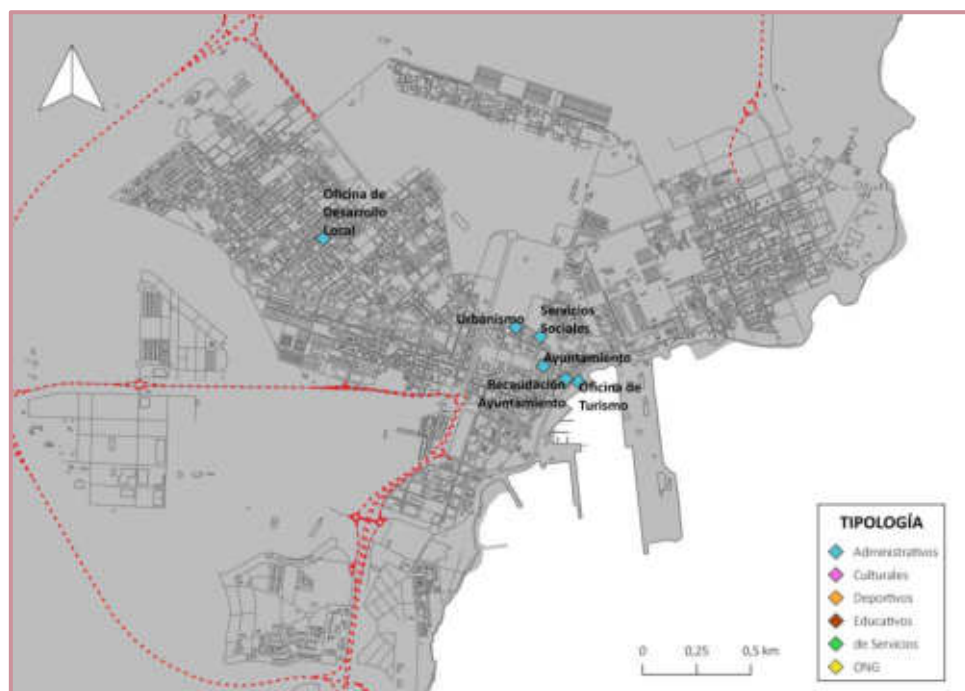 Oficina de
Desarrollo
Local
Urbanismo
Servicios
Sociales
Ayuntamiento
Recaudación
Ayuntamiento
Oficina de
Turismo
TIPOLOGÍA
Administrativos
Culturales
Deportivos
Educativos
de Servicios
ONG
0
0,25
0,5 km